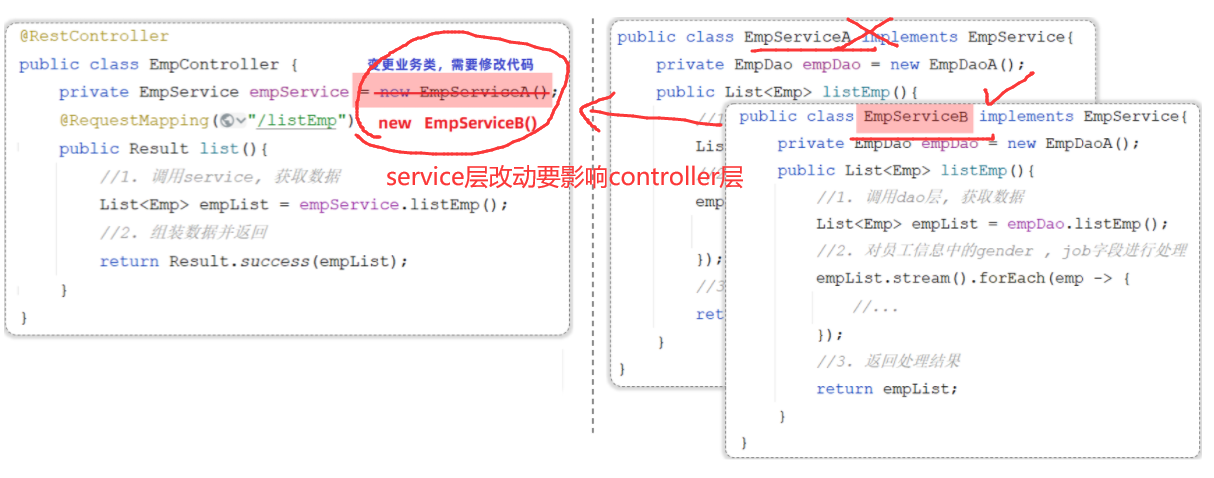 @RestController
public class EmpController {
变更业务类，需要修改代码
private EmpService empService = new EmpServiceA();
new EmpServiceB()
@RequestMapping("/listEmp")
public Result list(){
//1. 调用service, 获取数据
List<Emp> empList = empService.listEmp();
//2. 组装数据并返回
return Result.success(empList);
}
}
service层改动要影响controller层
public class EmpServiceA implements EmpService{
private EmpDao empDao = new EmpDaoA();
public List<Emp> listEmp(){
//1
Lis
emp
});
//3
ret
}
}
public class EmpServiceB implements EmpService{
private EmpDao empDao = new EmpDaoA();
public List<Emp> listEmp(){
//1. 调用dao层, 获取数据
List<Emp> empList = empDao.listEmp();
//2. 对员工信息中的gender , job字段进行处理
empList.stream().forEach(emp -> {
//...
});
//3. 返回处理结果
return empList;
}
}